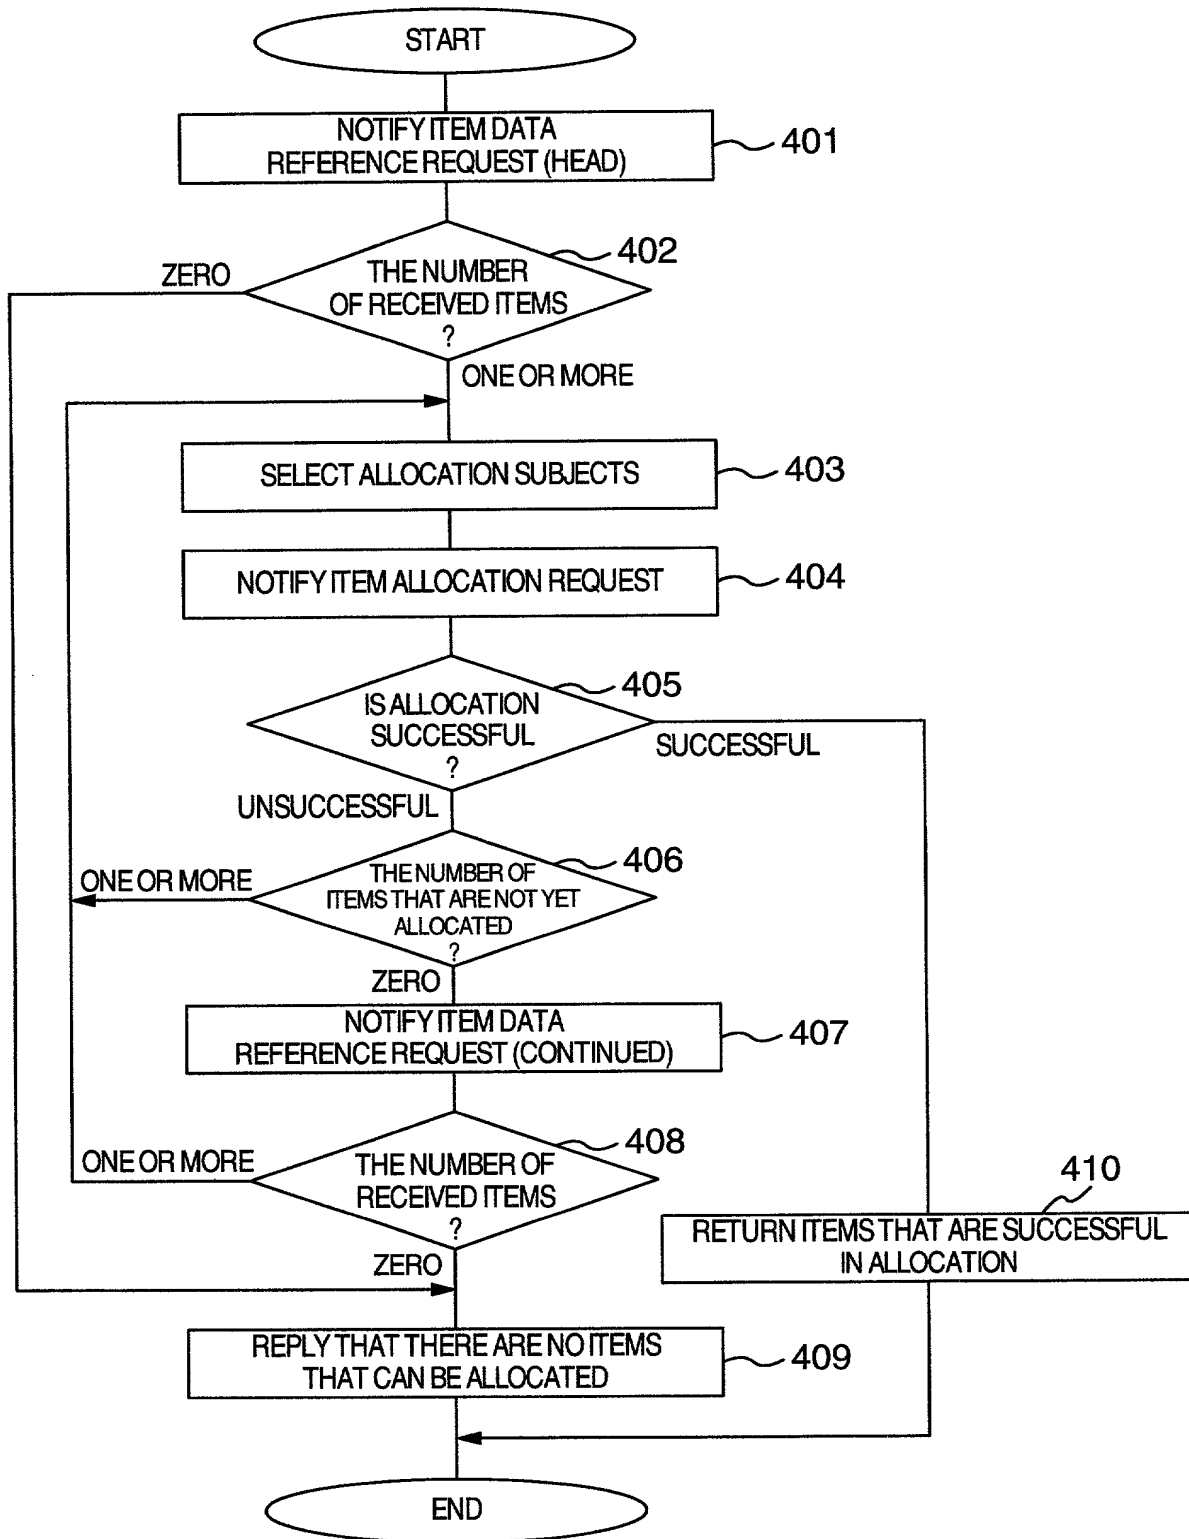 START
NOTIFY ITEM DATA
REFERENCE REQUEST (HEAD)
401
402
ZERO
THE NUMBER
OF RECEIVED ITEMS
?
ONE OR MORE
SELECT ALLOCATION SUBJECTS
403
NOTIFY ITEM ALLOCATION REQUEST
404
405
IS ALLOCATION
SUCCESSFUL
?
SUCCESSFUL
UNSUCCESSFUL
406
ONE OR MORE
THE NUMBER OF
ITEMS THAT ARE NOT YET
ALLOCATED
?
ZERO
NOTIFY ITEM DATA
REFERENCE REQUEST (CONTINUED)
407
408
ONE OR MORE
THE NUMBER OF
RECEIVED ITEMS
?
ZERO
410
RETURN ITEMS THAT ARE SUCCESSFUL
IN ALLOCATION
REPLY THAT THERE ARE NO ITEMS
THAT CAN BE ALLOCATED
409
END